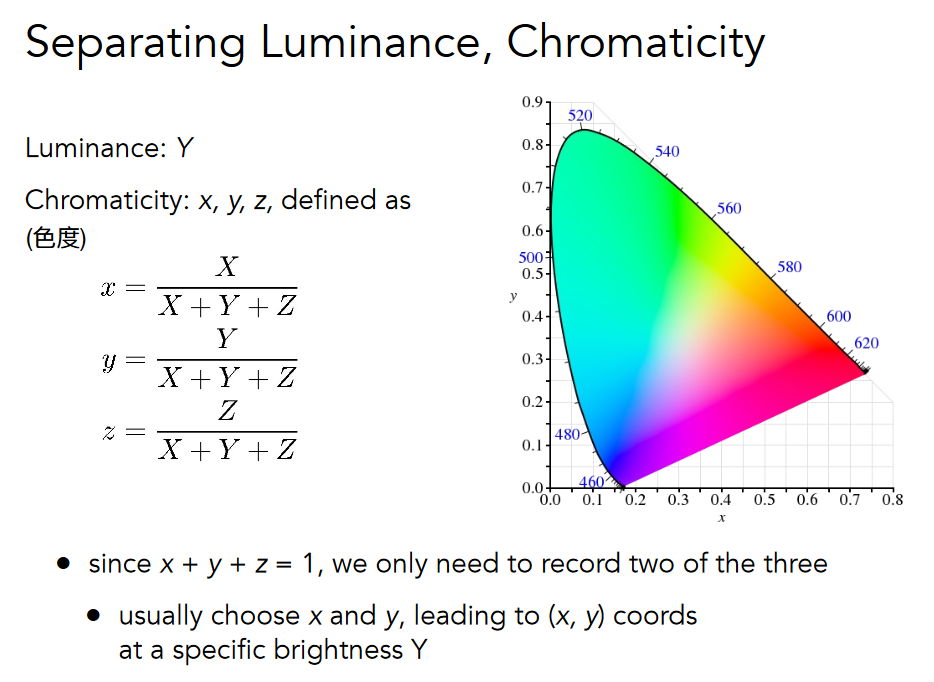 Separating Luminance, Chromaticity
Luminance: Y
Chromaticity: x, y, z, defined as
(色度)
x = X / (X + Y + Z)
y = Y / (X + Y + Z)
z = Z / (X + Y + Z)
0.9
0.8
0.7
0.6
0.5
0.4
0.3
0.2
0.1
0.0
y
520
540
560
580
600
620
500
480
460
0.0 0.1 0.2 0.3 0.4 0.5 0.6 0.7 0.8
x
● since x + y + z = 1, we only need to record two of the three
● usually choose x and y, leading to (x, y) coords
at a specific brightness Y